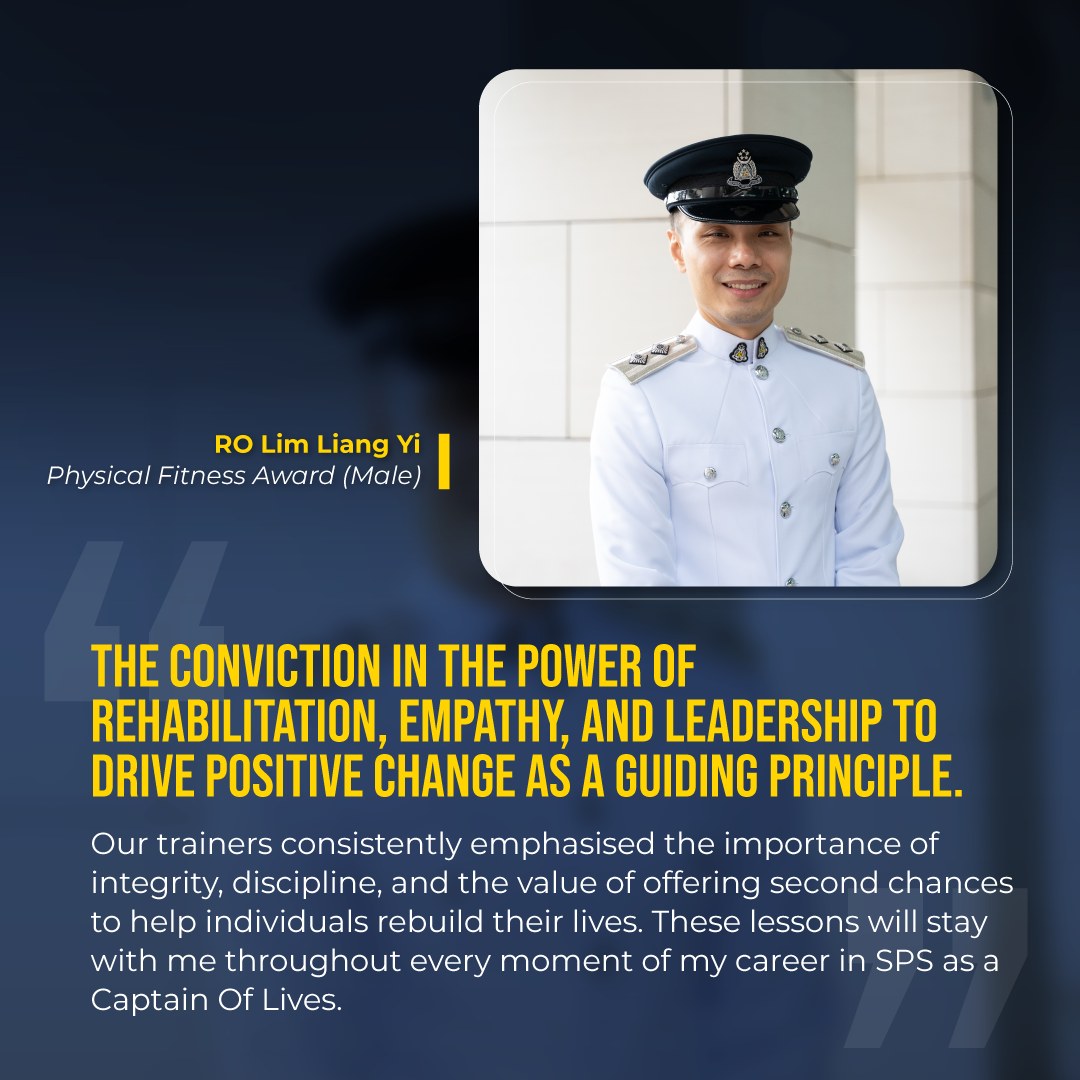 RO Lim Liang Yi
Physical Fitness Award (Male)
THE CONVICTION IN THE POWER OF
REHABILITATION, EMPATHY, AND LEADERSHIP TO
DRIVE POSITIVE CHANGE AS A GUIDING PRINCIPLE.
Our trainers consistently emphasised the importance of
integrity, discipline, and the value of offering second chances
to help individuals rebuild their lives. These lessons will stay
with me throughout every moment of my career in SPS as a
Captain Of Lives.